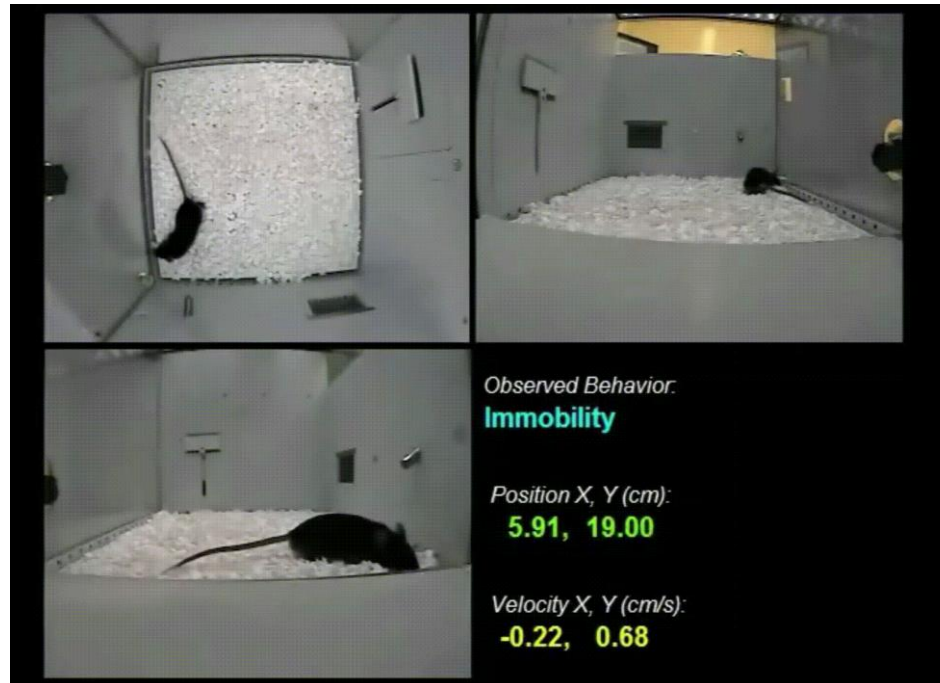 Observed Behavior:
Immobility
Position X, Y (cm):
5.91, 19.00
Velocity X, Y (cm/s):
-0.22, 0.68